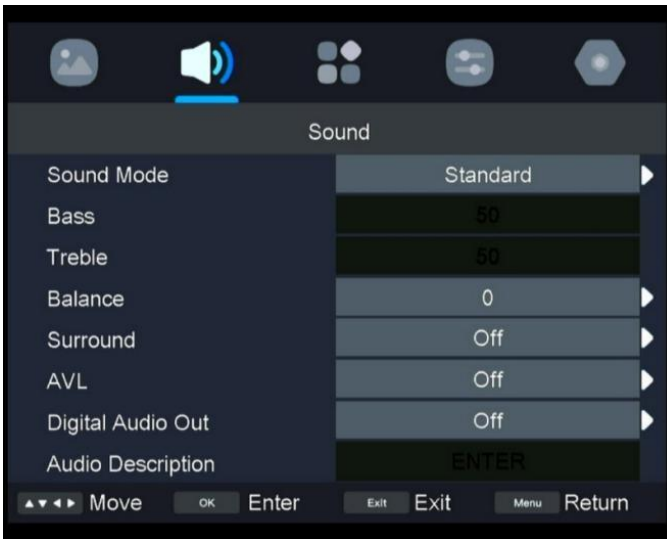 Sound
Sound Mode Standard
Bass 50
Treble 50
Balance 0
Surround Off
AVL Off
Digital Audio Out Off
Audio Description ENTER
Move OK Enter Exit Exit Menu Return